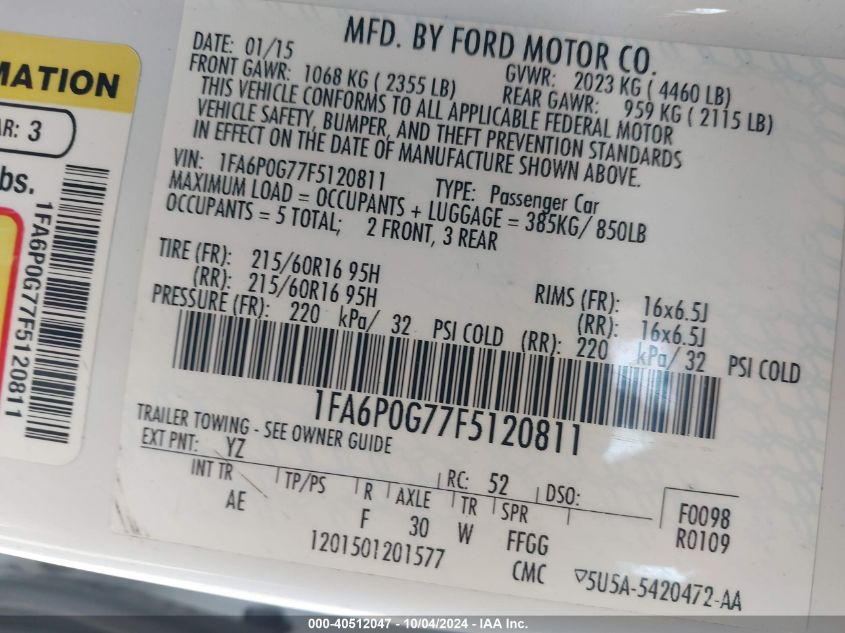 MATION
AR: 3
bs.
1FA6P0G77F5120811
MFD. BY FORD MOTOR CO.
DATE: 01/15 GVWR: 2023 KG ( 4460 LB)
FRONT GAWR: 1068 KG ( 2355 LB) REAR GAWR: 959 KG ( 2115 LB)
THIS VEHICLE CONFORMS TO ALL APPLICABLE FEDERAL MOTOR
VEHICLE SAFETY, BUMPER, AND THEFT PREVENTION STANDARDS
IN EFFECT ON THE DATE OF MANUFACTURE SHOWN ABOVE.
VIN: 1FA6P0G77F5120811 TYPE: Passenger Car
MAXIMUM LOAD = OCCUPANTS + LUGGAGE = 385KG/ 850LB
OCCUPANTS = 5 TOTAL; 2 FRONT, 3 REAR
TIRE (FR): 215/60R16 95H RIMS (FR): 16x6.5J
(RR): 215/60R16 95H (RR): 16x6.5J
PRESSURE (FR): 220 kPa/ 32 PSI COLD (RR): 220 kPa/ 32 PSI COLD
1FA6P0G77F5120811
TRAILER TOWING - SEE OWNER GUIDE
EXT PNT: YZ RC: 52 DSO:
INT TR TP/PS R AXLE TR SPR F0098
AE F 30 W FFGG R0109
1201501201577 CMC 5U5A-5420472-AA
000-40512047 - 10/04/2024 - IAA Inc.